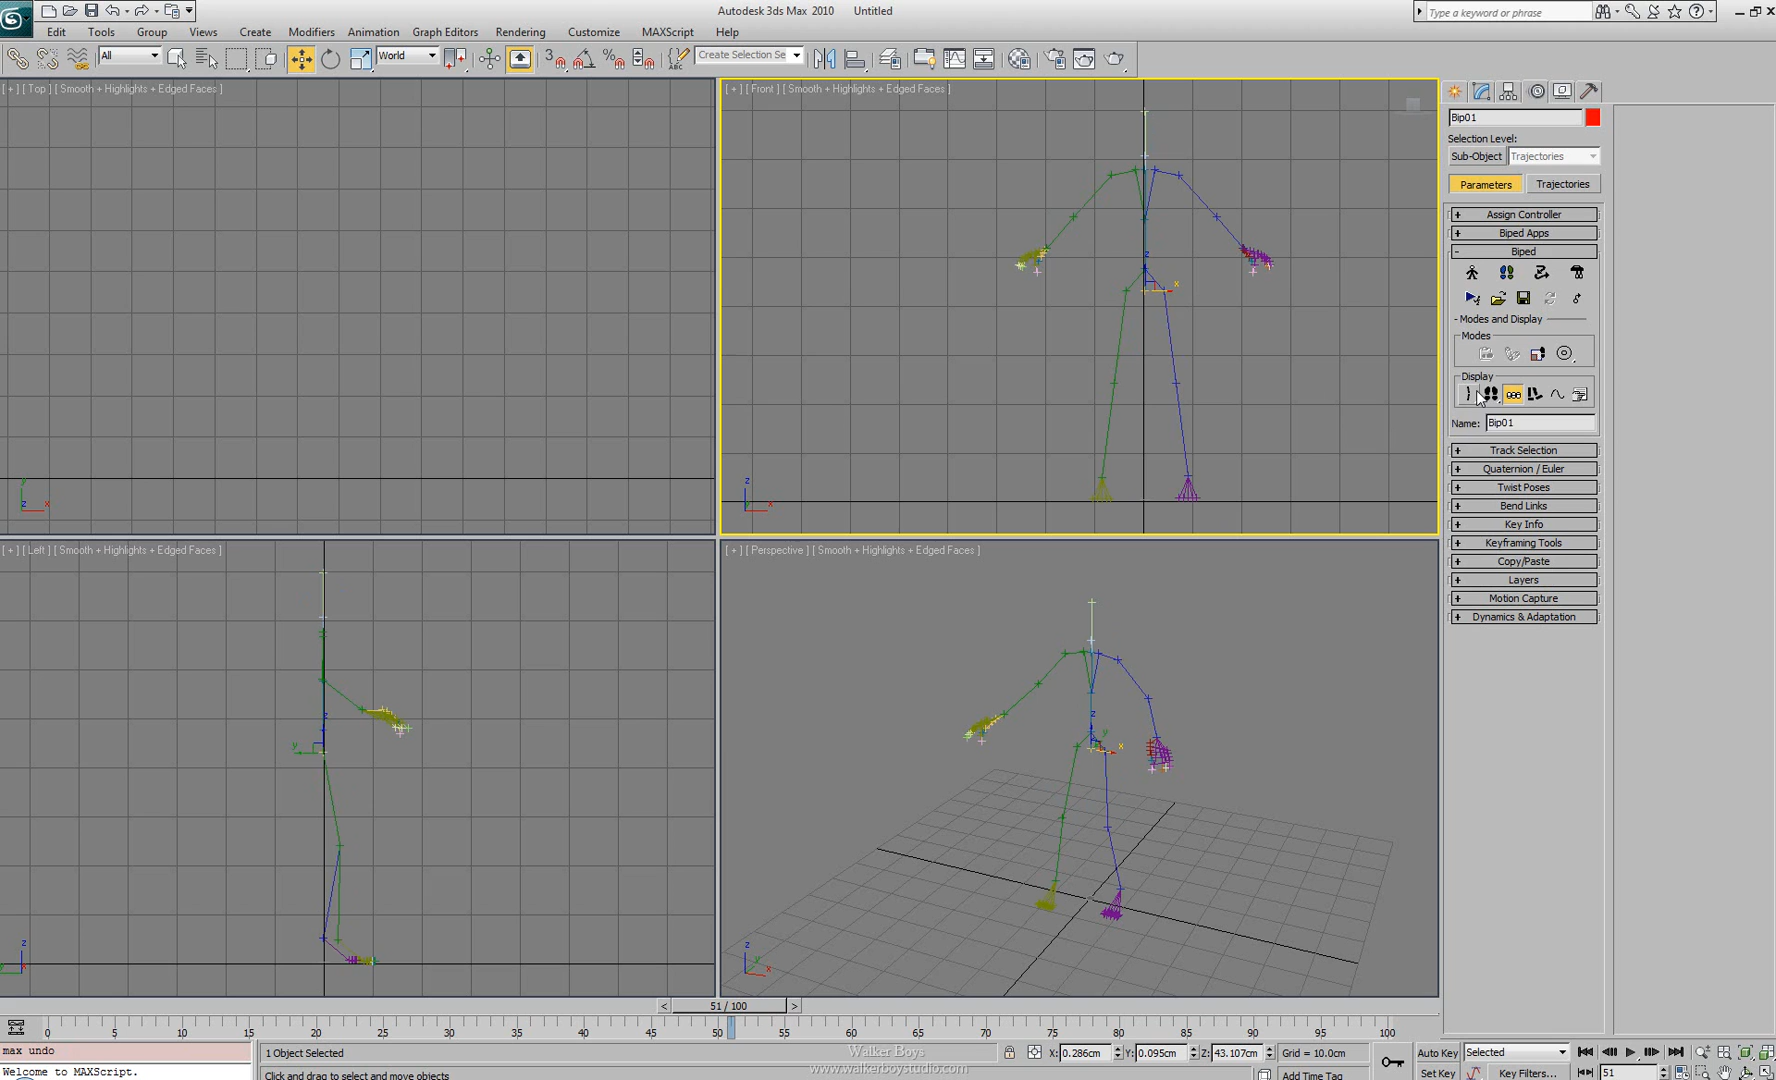 Autodesk 3ds Max 2010 Untitled
Type a keyword or phrase
Edit Tools Group Views Create Modifiers Animation Graph Editors Rendering Customize MAXScript Help
All World Create Selection Se
[ + ] [ Top ] [ Smooth + Highlights + Edged Faces ]
[ + ] [ Front ] [ Smooth + Highlights + Edged Faces ]
Bip01
Selection Level:
Sub-Object Trajectories
Parameters Trajectories
+ Assign Controller
+ Biped Apps
- Biped
- Modes and Display
Modes
Display
Name: Bip01
+ Track Selection
+ Quaternion / Euler
+ Twist Poses
+ Bend Links
+ Key Info
+ Keyframing Tools
+ Copy/Paste
+ Layers
+ Motion Capture
+ Dynamics & Adaptation
[ + ] [ Left ] [ Smooth + Highlights + Edged Faces ]
[ + ] [ Perspective ] [ Smooth + Highlights + Edged Faces ]
< 51 / 100 >
0 5 10 15 20 25 30 35 40 45 50 55 60 65 70 75 80 85 90 95 100
max undo
Welcome to MAXScript.
1 Object Selected
Click and drag to select and move objects
Walker Boys
www.walkerboystudio.com
X: 0.286cm Y: 0.095cm Z: 43.107cm Grid = 10.0cm
Add Time Tag
Auto Key Selected
Set Key Key Filters... 51